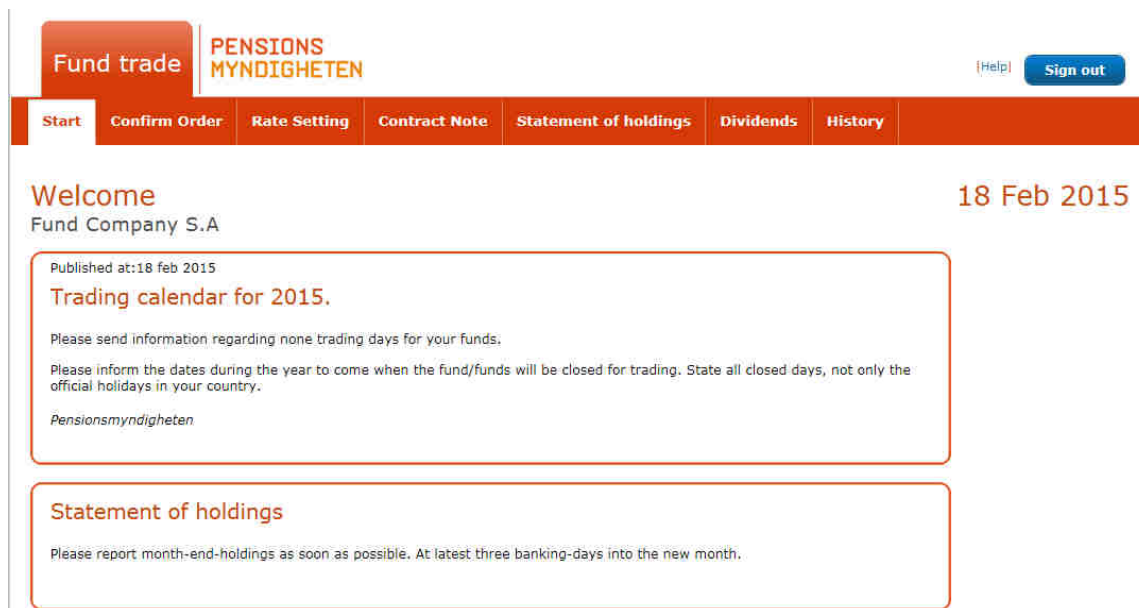 Fund trade
PENSIONS
MYNDIGHETEN
[Help]
Sign out
Start Confirm Order Rate Setting Contract Note Statement of holdings Dividends History
Welcome
18 Feb 2015
Fund Company S.A
Published at:18 feb 2015
Trading calendar for 2015.
Please send information regarding none trading days for your funds.
Please inform the dates during the year to come when the fund/funds will be closed for trading. State all closed days, not only the
official holidays in your country.
Pensionsmyndigheten
Statement of holdings
Please report month-end-holdings as soon as possible. At latest three banking-days into the new month.